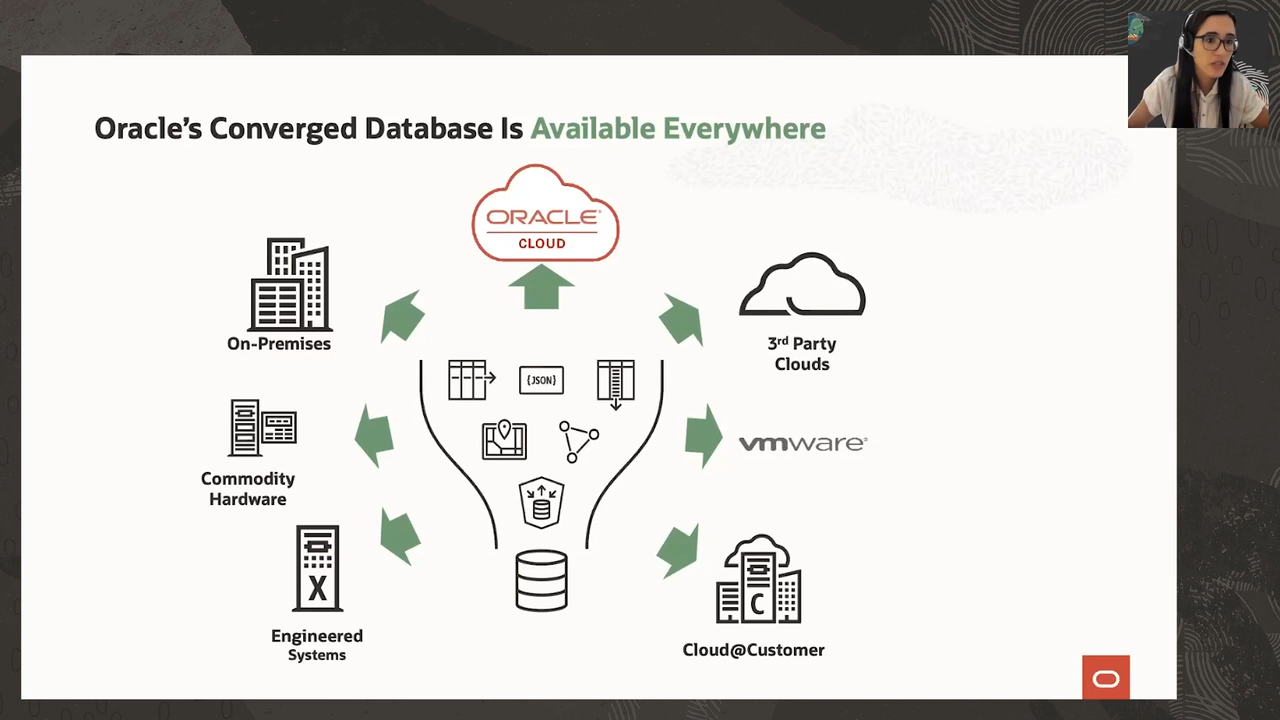 Oracle's Converged Database Is Available Everywhere
ORACLE®
CLOUD
On-Premises
3rd Party
Clouds
{JSON}
Commodity
Hardware
vmware®
X
Engineered
Systems
C
Cloud@Customer